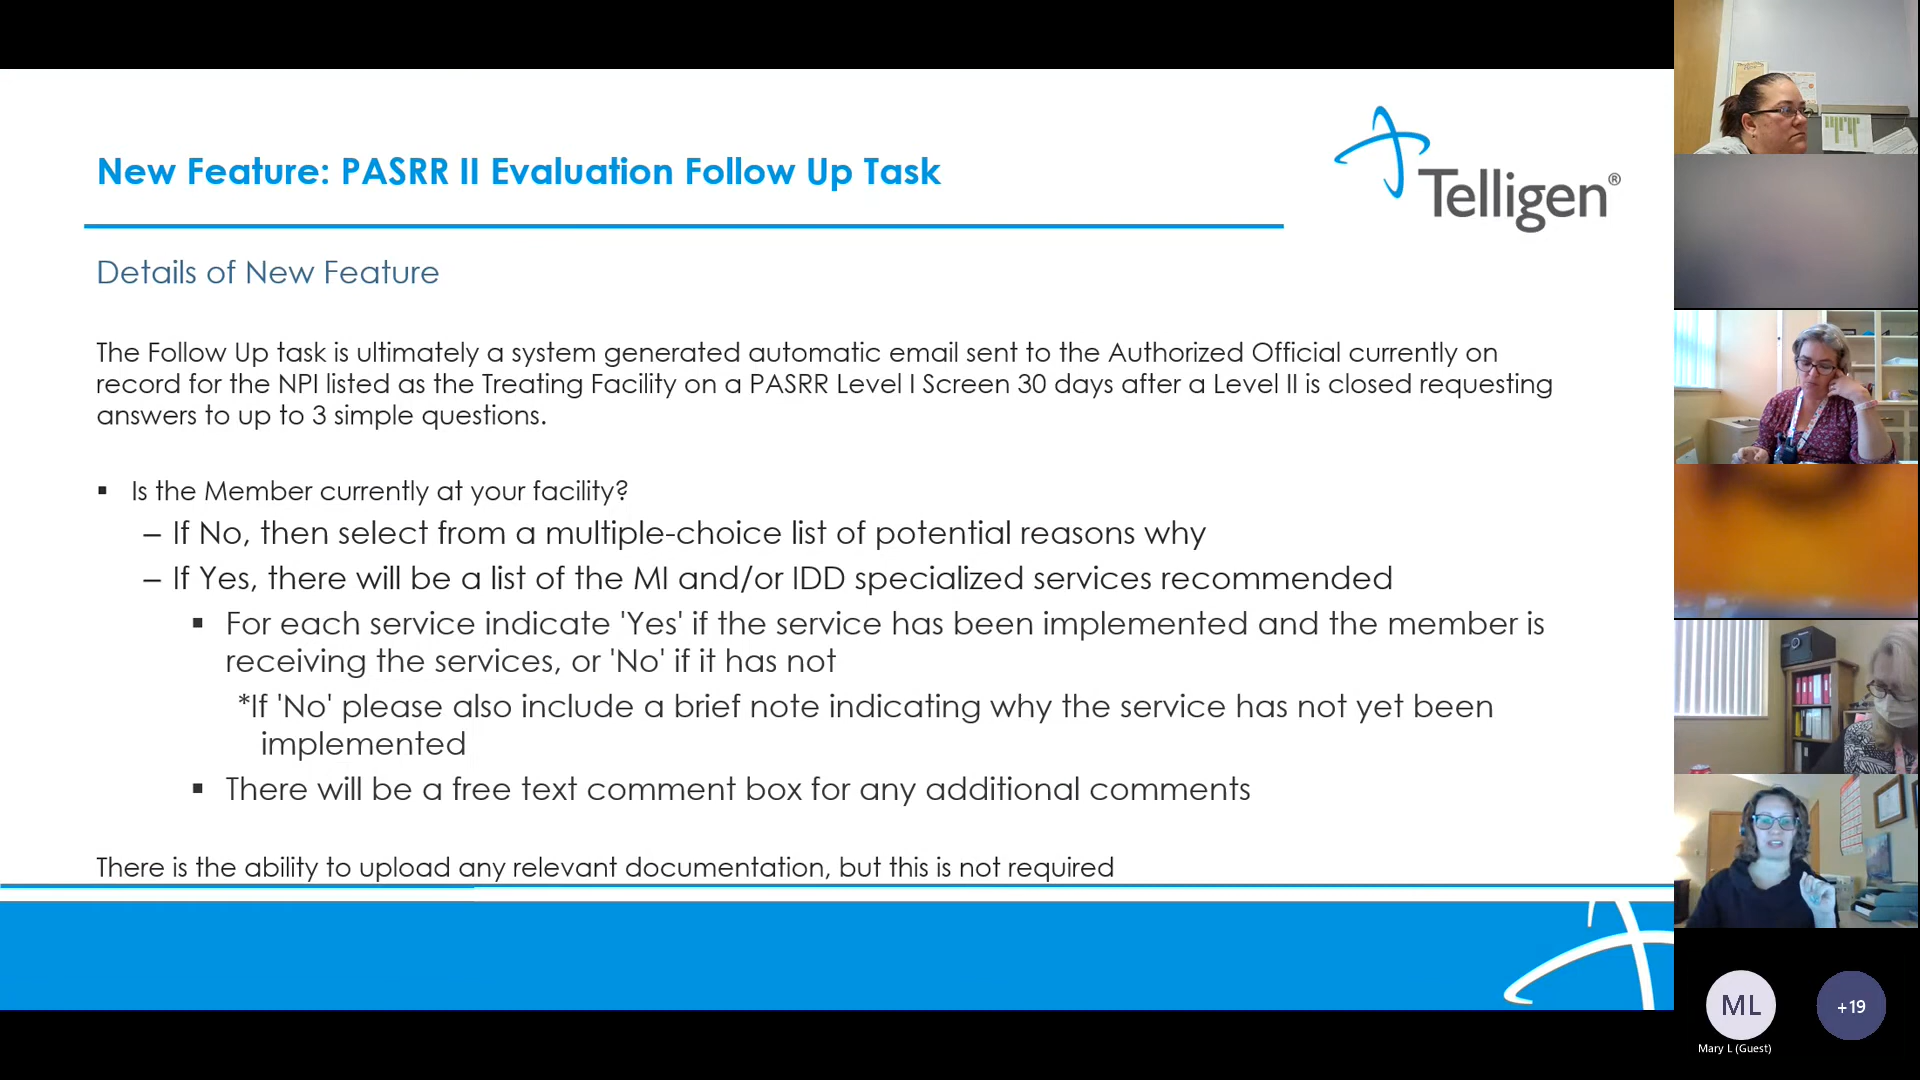 New Feature: PASRR II Evaluation Follow Up Task
Telligen®
Details of New Feature
The Follow Up task is ultimately a system generated automatic email sent to the Authorized Official currently on
record for the NPI listed as the Treating Facility on a PASRR Level I Screen 30 days after a Level II is closed requesting
answers to up to 3 simple questions.
▪ Is the Member currently at your facility?
– If No, then select from a multiple-choice list of potential reasons why
– If Yes, there will be a list of the MI and/or IDD specialized services recommended
▪ For each service indicate 'Yes' if the service has been implemented and the member is
receiving the services, or 'No' if it has not
*If 'No' please also include a brief note indicating why the service has not yet been
implemented
▪ There will be a free text comment box for any additional comments
There is the ability to upload any relevant documentation, but this is not required
ML
+19
Mary L (Guest)